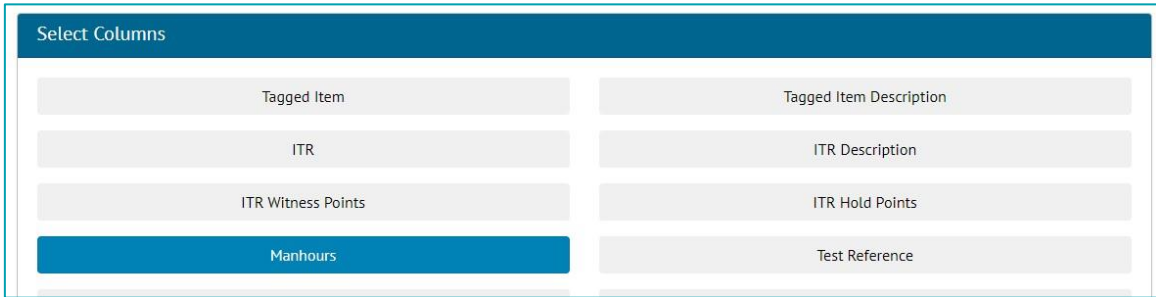 Select Columns
Tagged Item
Tagged Item Description
ITR
ITR Description
ITR Witness Points
ITR Hold Points
Manhours
Test Reference